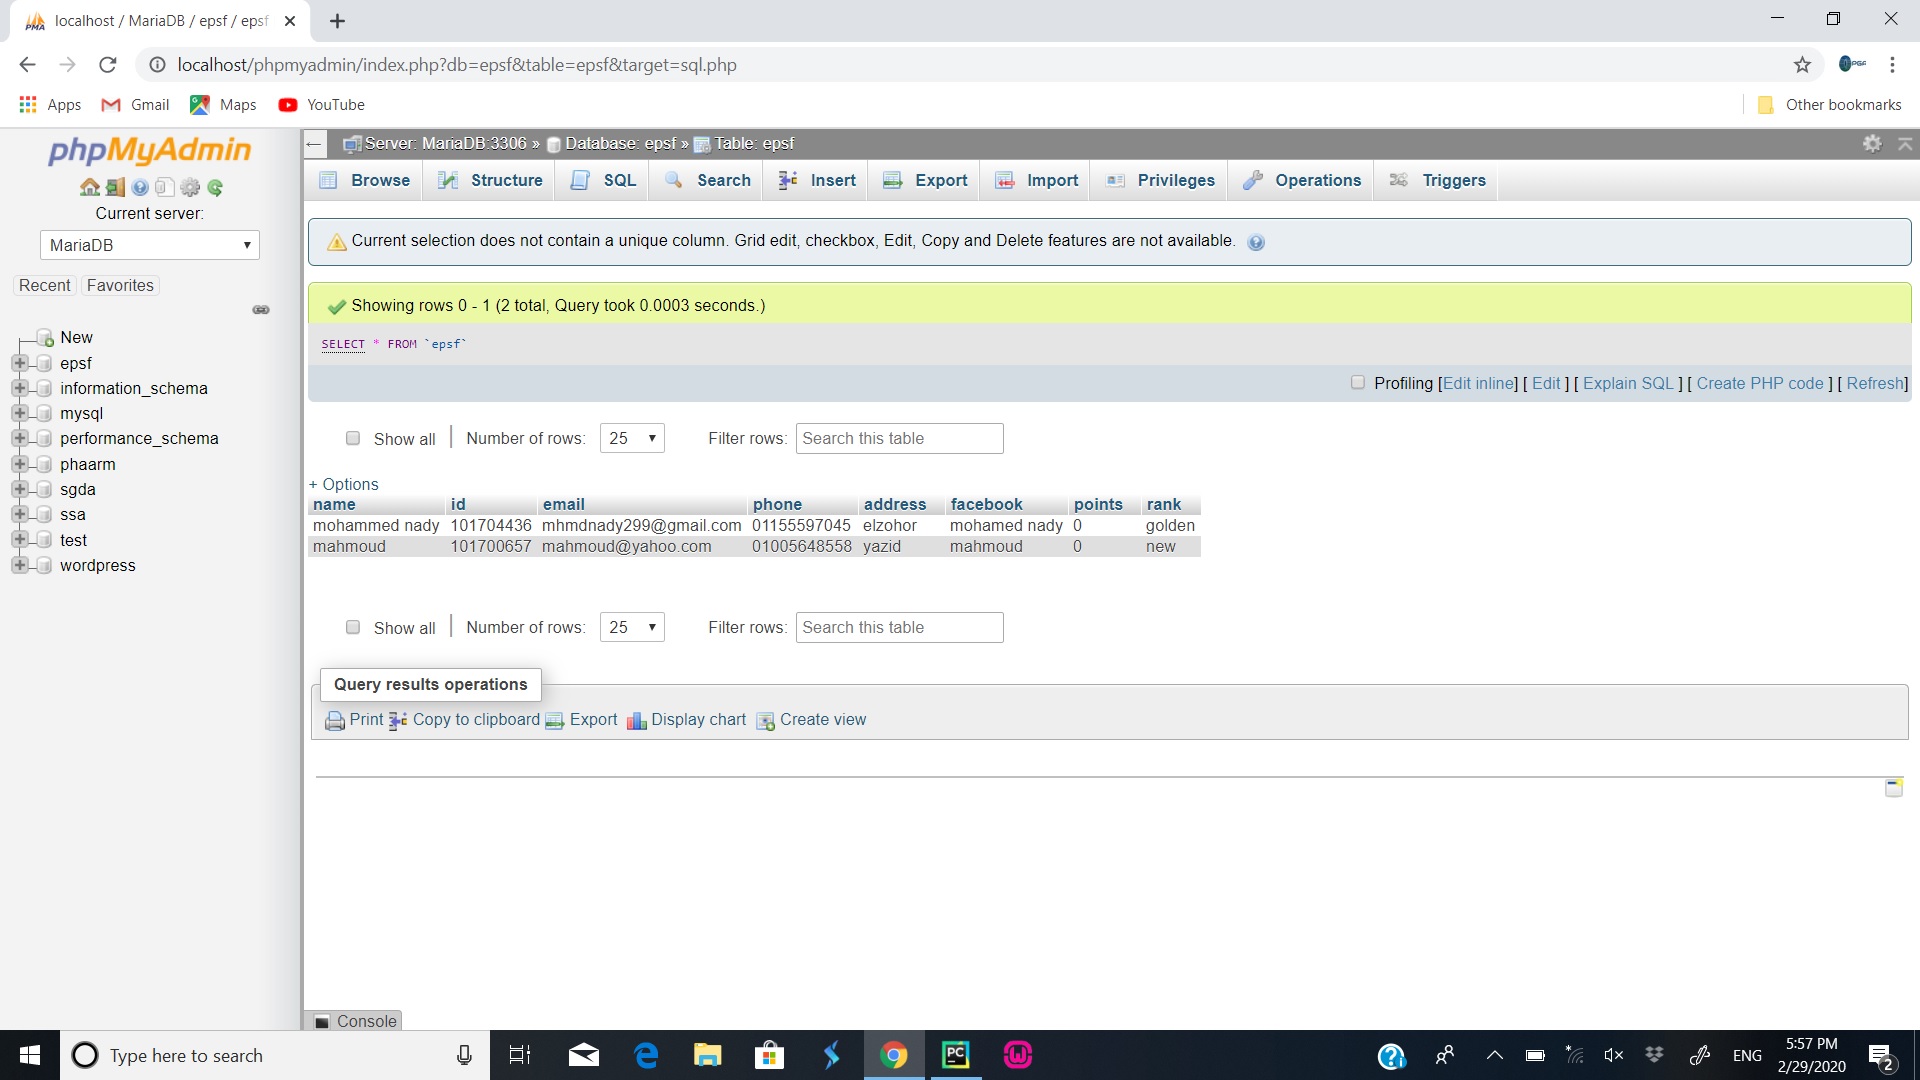 localhost / MariaDB / epsf / epsf
localhost/phpmyadmin/index.php?db=epsf&table=epsf&target=sql.php
Apps Gmail Maps YouTube Other bookmarks
phpMyAdmin
Current server:
MariaDB
Recent Favorites
New
epsf
information_schema
mysql
performance_schema
phaarm
sgda
ssa
test
wordpress
Server: MariaDB:3306 » Database: epsf » Table: epsf
Browse Structure SQL Search Insert Export Import Privileges Operations Triggers
Current selection does not contain a unique column. Grid edit, checkbox, Edit, Copy and Delete features are not available.
Showing rows 0 - 1 (2 total, Query took 0.0003 seconds.)
SELECT * FROM `epsf`
Profiling [Edit inline] [ Edit ] [ Explain SQL ] [ Create PHP code ] [ Refresh]
Show all | Number of rows: 25 Filter rows: Search this table
+ Options
name id email phone address facebook points rank
mohammed nady 101704436 mhmdnady299@gmail.com 01155597045 elzohor mohamed nady 0 golden
mahmoud 101700657 mahmoud@yahoo.com 01005648558 yazid mahmoud 0 new
Show all | Number of rows: 25 Filter rows: Search this table
Query results operations
Print Copy to clipboard Export Display chart Create view
Console
Type here to search
PC
ENG
5:57 PM
2/29/2020
2